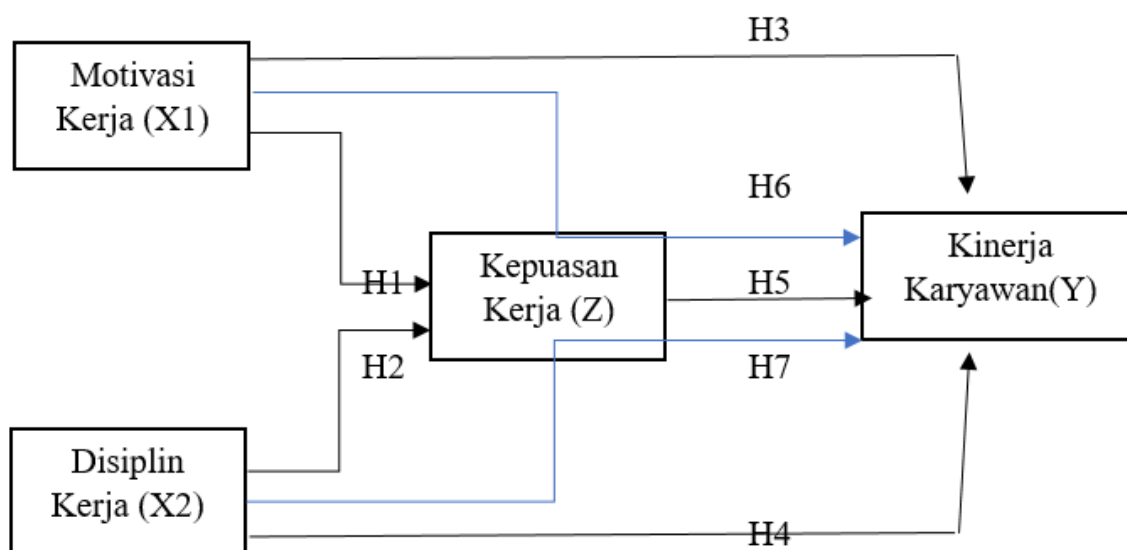 H3
Motivasi
Kerja (X1)
H6
Kinerja
Karyawan(Y)
Kepuasan
Kerja (Z)
H1
H5
H2
H7
Disiplin
Kerja (X2)
H4